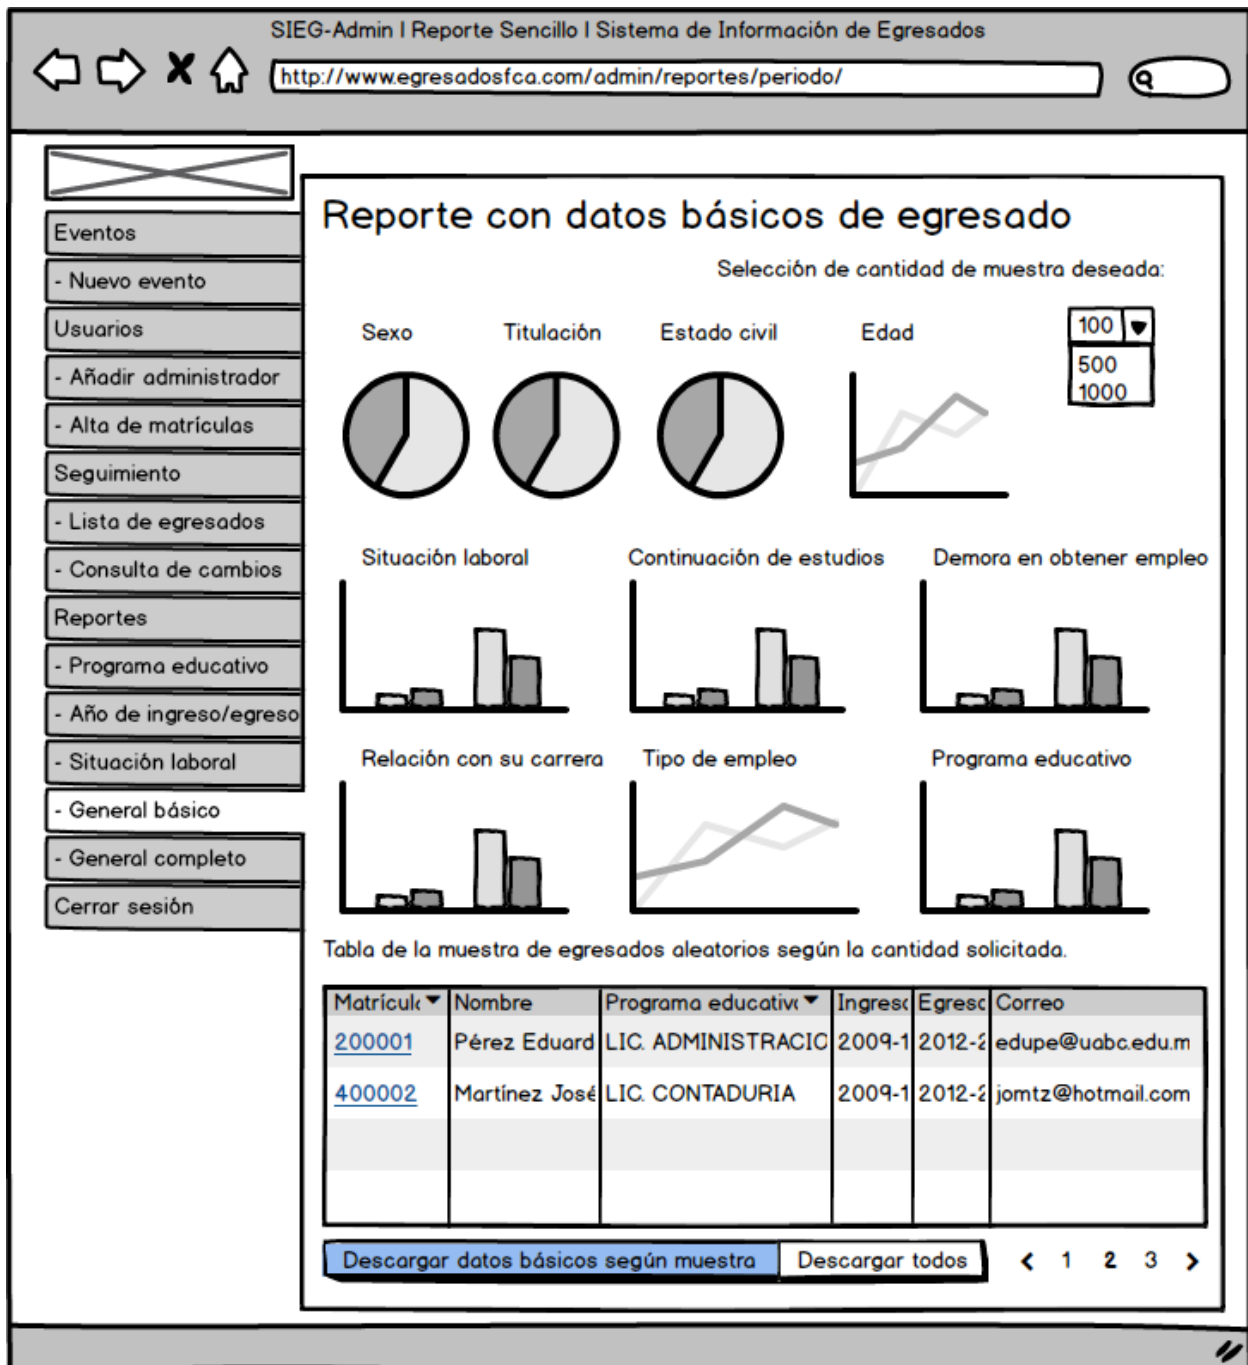 SIEG-Admin | Reporte Sencillo | Sistema de Información de Egresados
http://www.egresadosfca.com/admin/reportes/periodo/
Eventos
- Nuevo evento
Usuarios
- Añadir administrador
- Alta de matrículas
Seguimiento
- Lista de egresados
- Consulta de cambios
Reportes
- Programa educativo
- Año de ingreso/egreso
- Situación laboral
- General básico
- General completo
Cerrar sesión
Reporte con datos básicos de egresado
Selección de cantidad de muestra deseada:
100
500
1000
Sexo Titulación Estado civil Edad
Situación laboral Continuación de estudios Demora en obtener empleo
Relación con su carrera Tipo de empleo Programa educativo
Tabla de la muestra de egresados aleatorios según la cantidad solicitada.
Matrícul Nombre Programa educativ Ingres Egres Correo
200001 Pérez Eduard LIC. ADMINISTRACIO 2009-1 2012-2 edupe@uabc.edu.m
400002 Martínez José LIC. CONTADURIA 2009-1 2012-2 jomtz@hotmail.com
Descargar datos básicos según muestra Descargar todos 1 2 3